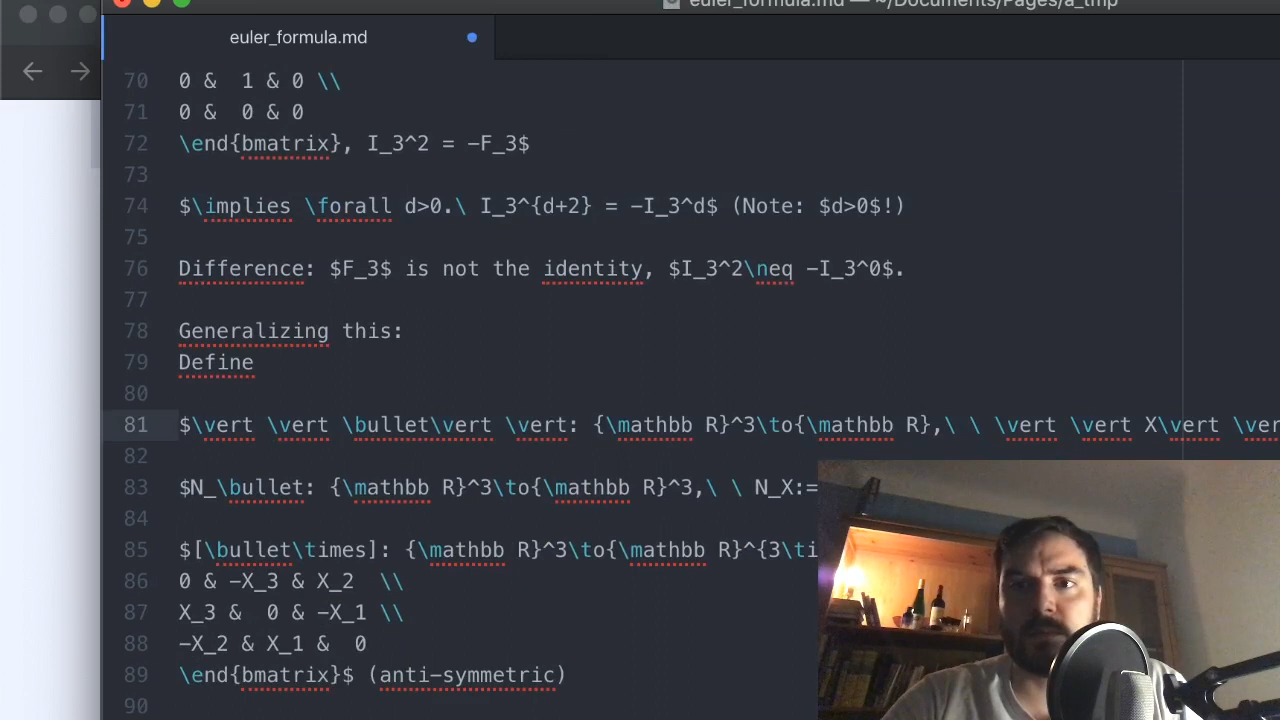 euler_formula.md — ~/Documents/Pages/a_tmp
euler_formula.md
70 0 &  1 & 0 \\
71 0 &  0 & 0
72 \end{bmatrix}, I_3^2 = -F_3$
73
74 $\implies \forall d>0.\ I_3^{d+2} = -I_3^d$ (Note: $d>0$!)
75
76 Difference: $F_3$ is not the identity, $I_3^2\neq -I_3^0$.
77
78 Generalizing this:
79 Define
80
81 $\vert \vert \bullet\vert \vert: {\mathbb R}^3\to{\mathbb R},\ \ \vert \vert X\vert \ver
82
83 $N_\bullet: {\mathbb R}^3\to{\mathbb R}^3,\ \ N_X:=
84
85 $[\bullet\times]: {\mathbb R}^3\to{\mathbb R}^{3\ti
86 0 & -X_3 & X_2  \\
87 X_3 &  0 & -X_1 \\
88 -X_2 & X_1 &  0
89 \end{bmatrix}$ (anti-symmetric)
90